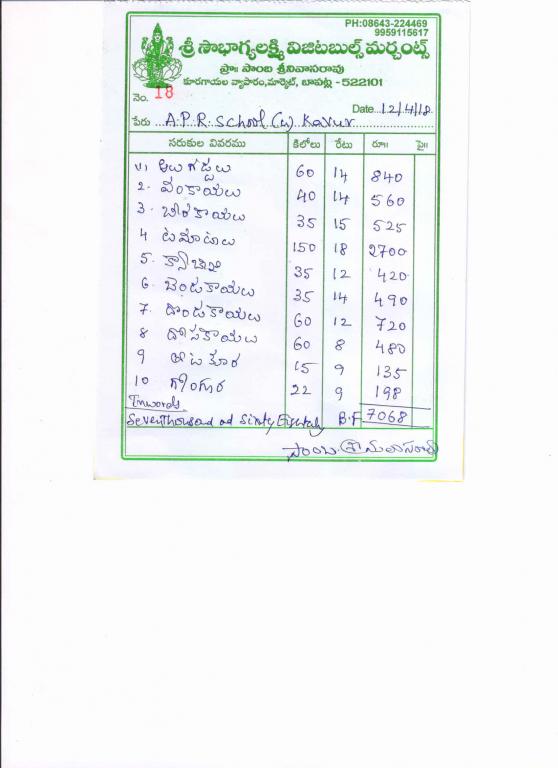 PH:08643-224469
9959115617
శ్రీ సౌభాగ్యలక్ష్మి విజిటబుల్స్ మర్చంట్స్
ప్రొ॥ సాంబ శ్రీనివాసరావు
కూరగాయల వ్యాపారం, మార్కెట్, బాపట్ల - 522101
నెం. 18
Date 12/4/18
పేరు A.P.R. School (G) Kavur
సరుకుల వివరము కిలోలు రేటు రూ॥ పై॥
1) ఆలుగడ్డలు 60 14 840
2. వంకాయలు 40 14 560
3. బీరకాయలు 35 15 525
4 టమోటాలు 150 18 2700
5. క్యాబేజి 35 12 420
6. బెండకాయలు 35 14 490
7. దొండకాయలు 60 12 720
8 దోసకాయలు 60 8 480
9 తోటకూర 15 9 135
10 గోంగూర 22 9 198
Inwords
Seven Thousand and Sixty Eight only B.F 7068
సాంబ శ్రీనివాసరావు